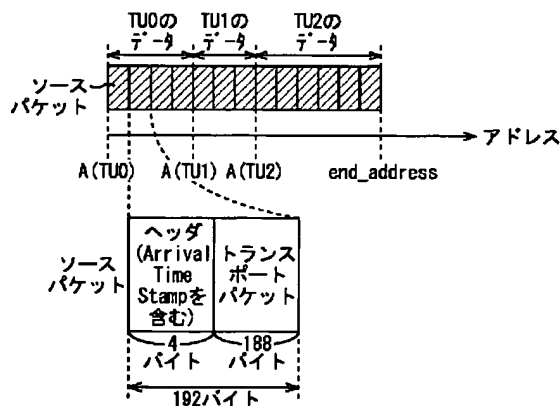 TU0の TU1の TU2の
データ データ データ
ソース
パケット
アドレス
A(TU0) A(TU1) A(TU2) end_address
ソース
パケット
ヘッダ
(Arrival
Time
Stampを
含む)
トランス
ポート
パケット
4 188
バイト バイト
192バイト